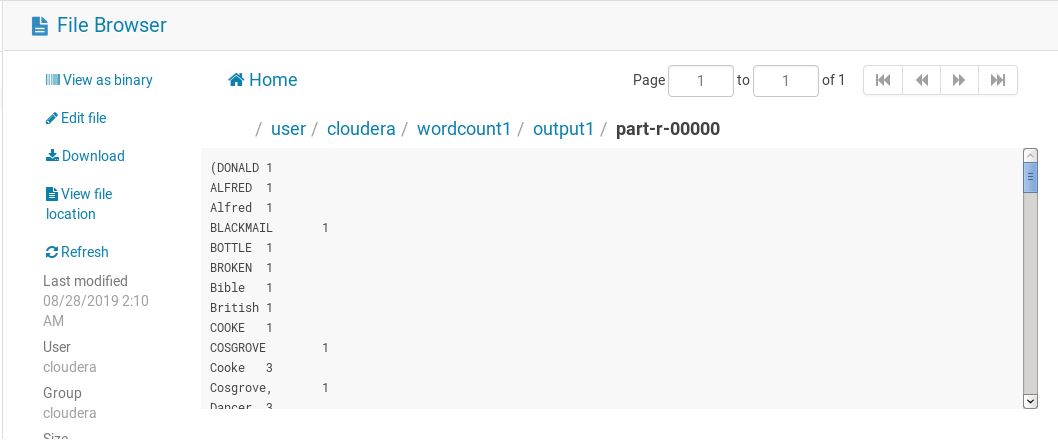 File Browser
View as binary
Edit file
Download
View file
location
Refresh
Last modified
08/28/2019 2:10
AM
User
cloudera
Group
cloudera
Size
Home
Page 1 to 1 of 1
/ user / cloudera / wordcount1 / output1 / part-r-00000
(DONALD 1
ALFRED 1
Alfred 1
BLACKMAIL 1
BOTTLE 1
BROKEN 1
Bible 1
British 1
COOKE 1
COSGROVE 1
Cooke 3
Cosgrove, 1
Dancer 3